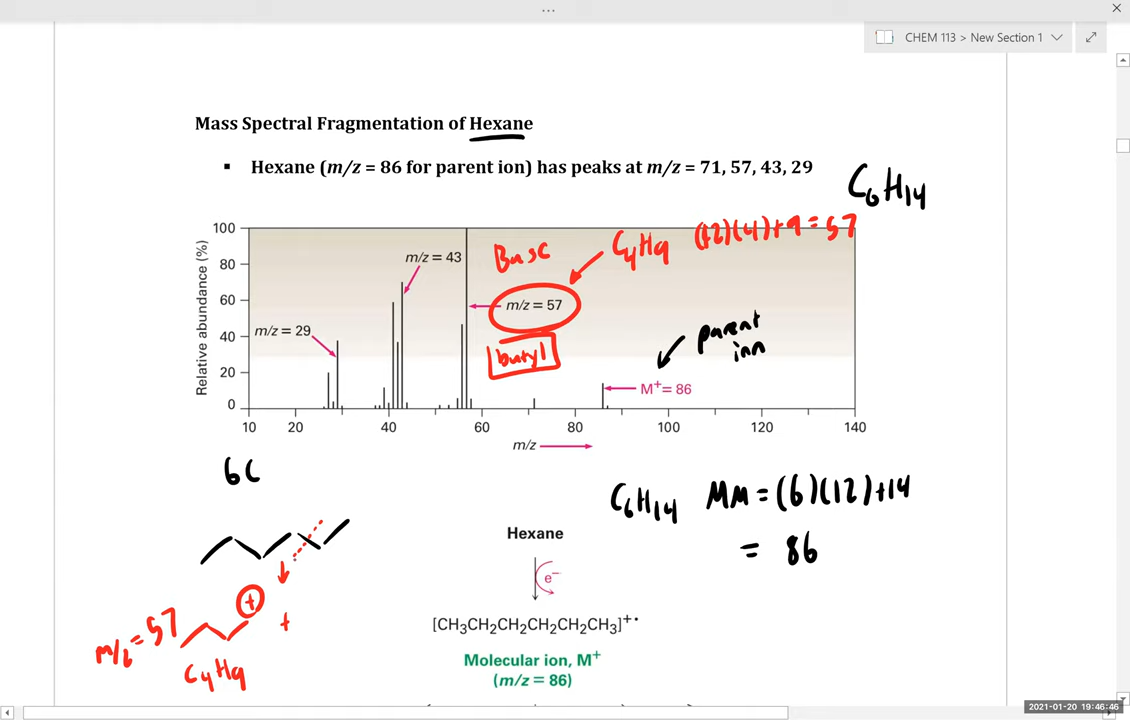 CHEM 113 > New Section 1
Mass Spectral Fragmentation of Hexane
▪ Hexane (m/z = 86 for parent ion) has peaks at m/z = 71, 57, 43, 29
C6H14
Relative abundance (%)
100
80
60
40
20
0
10 20 40 60 80 100 120 140
m/z
m/z = 29
m/z = 43
m/z = 57
M+= 86
Base
C4H9 (12)(4)+9=57
butyl
parent
ion
6C
C6H14 MM = (6)(12)+14
= 86
m/z = 57
+
+
C4H9
Hexane
e−
[CH3CH2CH2CH2CH2CH3]+•
Molecular ion, M+
(m/z = 86)
2021-01-20 19:46:46